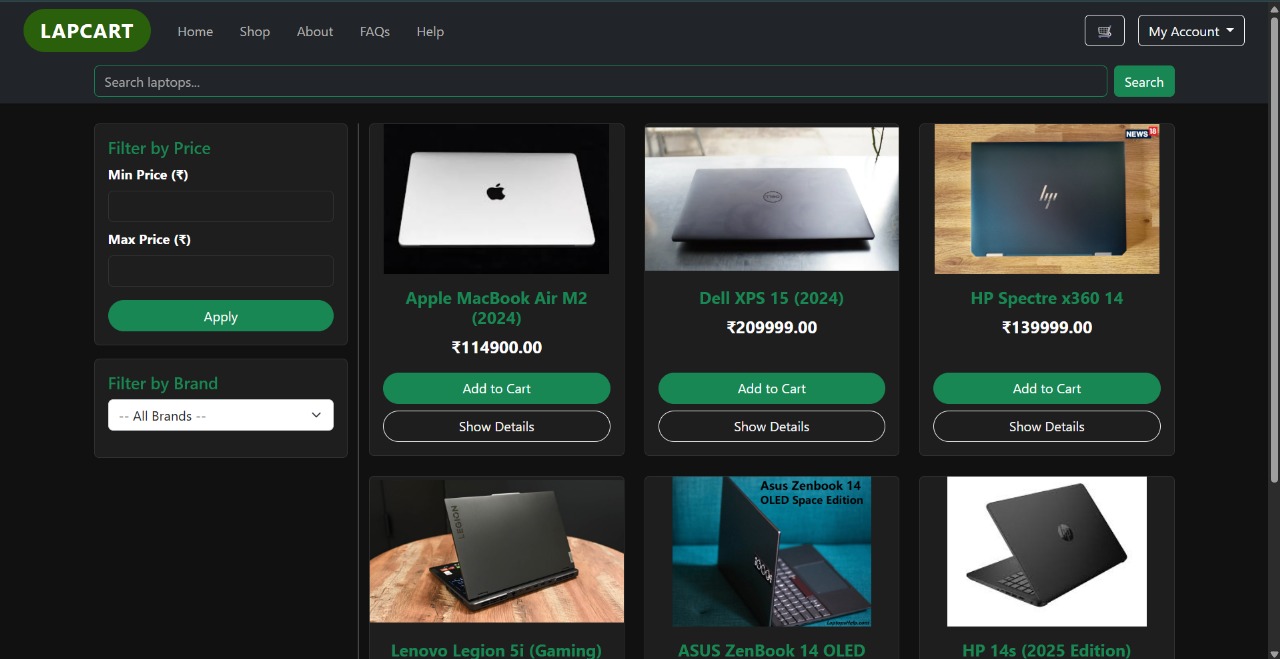 LAPCART
Home
Shop
About
FAQs
Help
My Account
Search laptops...
Search
Filter by Price
Min Price (₹)
Max Price (₹)
Apply
Filter by Brand
-- All Brands --
NEWS 18
Apple MacBook Air M2
(2024)
₹114900.00
Add to Cart
Show Details
DELL
Dell XPS 15 (2024)
₹209999.00
Add to Cart
Show Details
hp
HP Spectre x360 14
₹139999.00
Add to Cart
Show Details
LEGION
Lenovo Legion 5i (Gaming)
Asus Zenbook 14
OLED Space Edition
ASUS ZenBook 14 OLED
hp
HP 14s (2025 Edition)